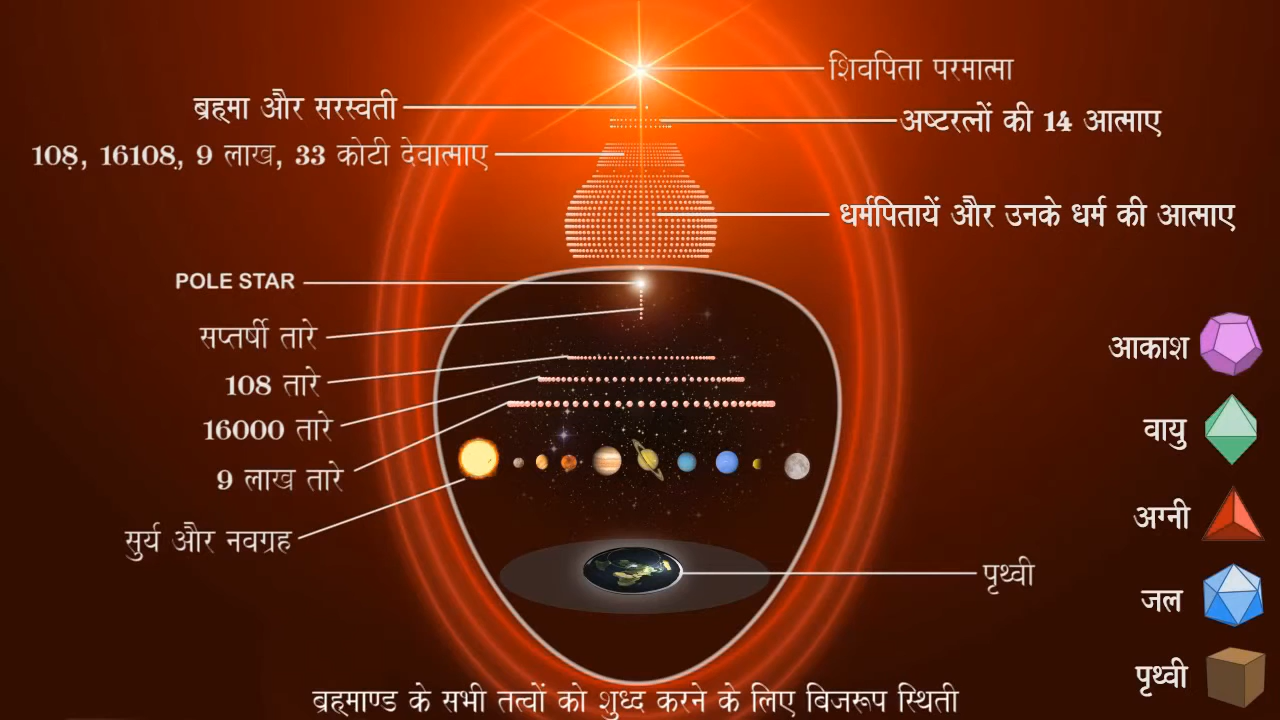 शिवपिता परमात्मा
ब्रह्मा और सरस्वती
अष्टरत्नों की 14 आत्माए
108, 16108, 9 लाख, 33 कोटी देवात्माए
धर्मपितायें और उनके धर्म की आत्माए
POLE STAR
सप्तर्षी तारे
108 तारे
16000 तारे
9 लाख तारे
सुर्य और नवग्रह
आकाश
वायु
अग्नी
पृथ्वी
जल
पृथ्वी
ब्रह्माण्ड के सभी तत्वों को शुध्द करने के लिए बिजरूप स्थिती